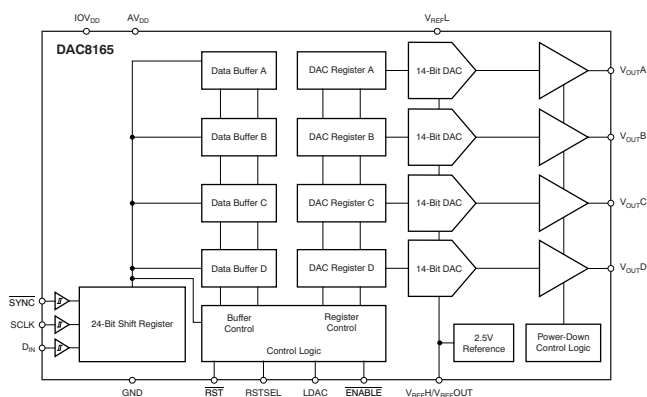 IOVDD AVDD VREFL
DAC8165
Data Buffer A DAC Register A 14-Bit DAC VOUTA
Data Buffer B DAC Register B 14-Bit DAC VOUTB
Data Buffer C DAC Register C 14-Bit DAC VOUTC
Data Buffer D DAC Register D 14-Bit DAC VOUTD
SYNC
SCLK 24-Bit Shift Register
DIN
Buffer Control
Register Control
Control Logic
2.5V Reference
Power-Down Control Logic
GND RST RSTSEL LDAC ENABLE VREFH/VREFOUT